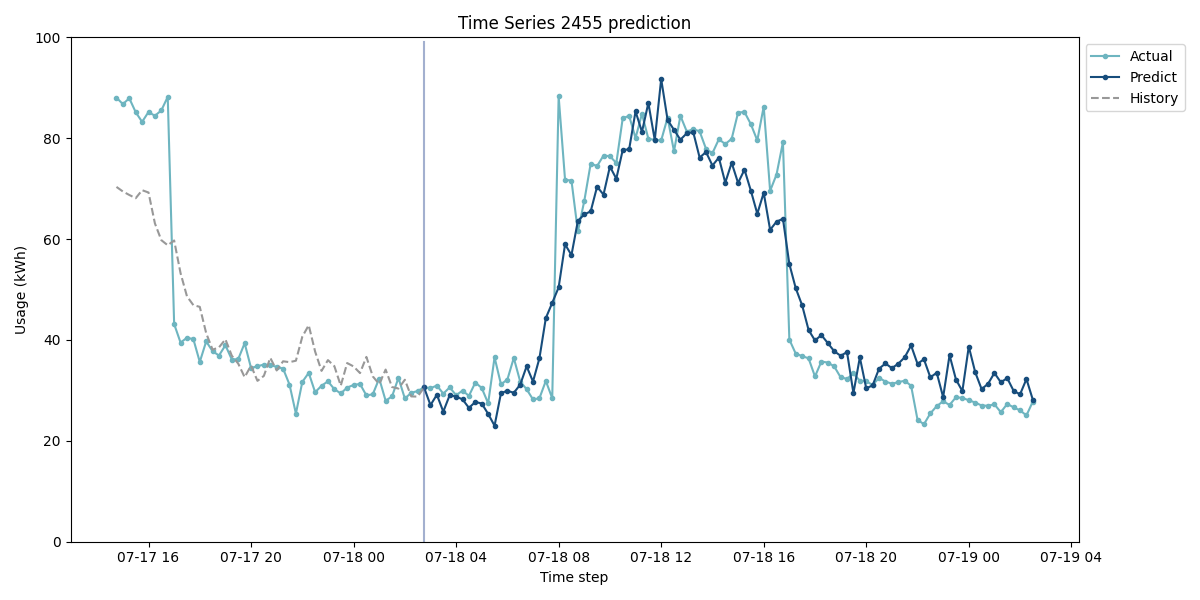 Time Series 2455 prediction
Actual
Predict
History
Usage (kWh)
100
80
60
40
20
0
07-17 16
07-17 20
07-18 00
07-18 04
07-18 08
07-18 12
07-18 16
07-18 20
07-19 00
07-19 04
Time step